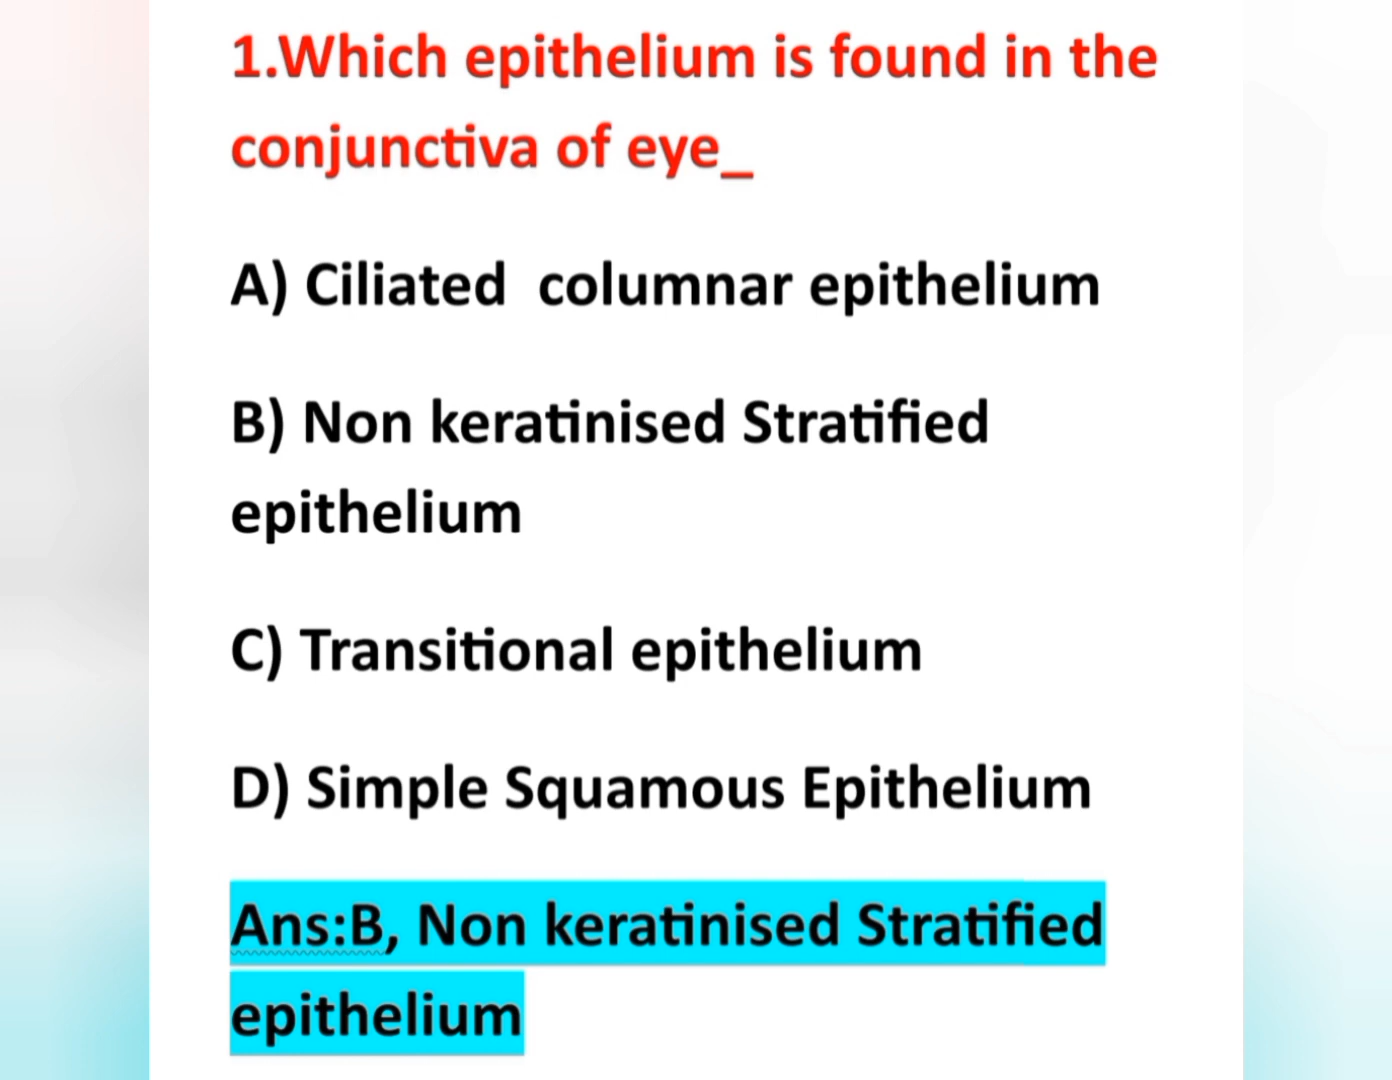 1.Which epithelium is found in the
conjunctiva of eye_
A) Ciliated  columnar epithelium
B) Non keratinised Stratified
epithelium
C) Transitional epithelium
D) Simple Squamous Epithelium
Ans:B, Non keratinised Stratified
epithelium